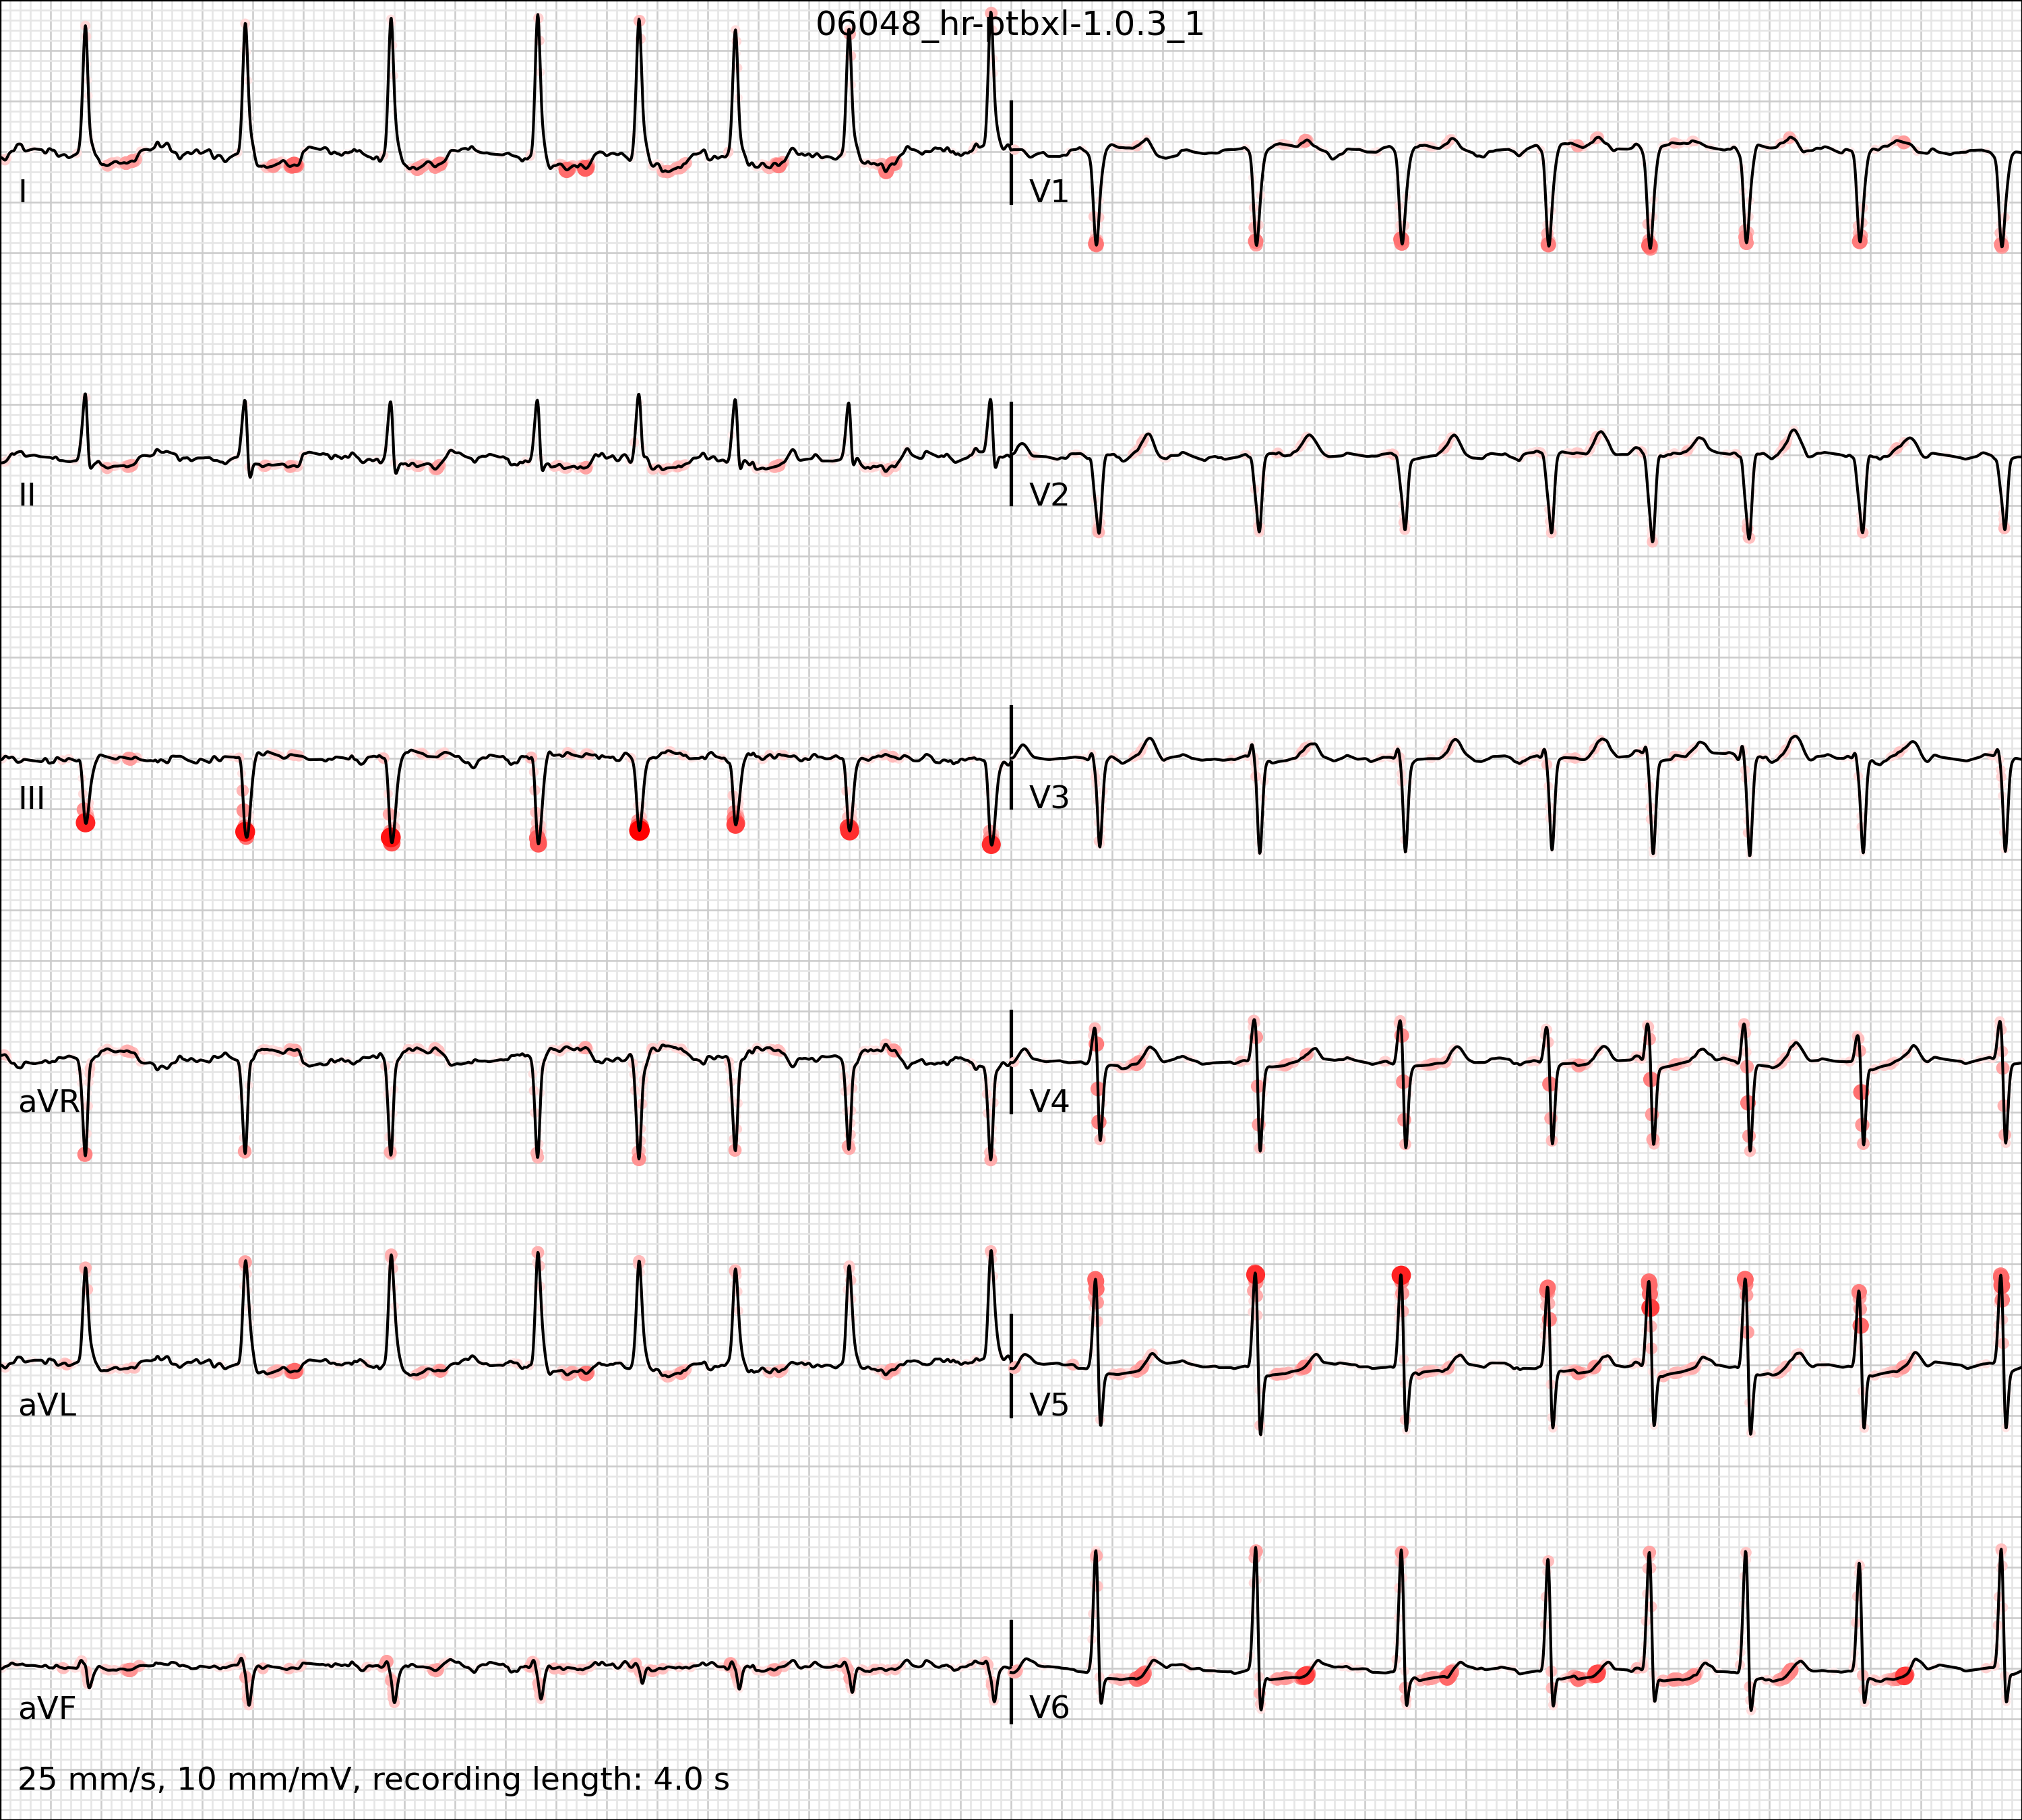 06048_hr-ptbxl-1.0.3_1
I
V1
II
V2
III
V3
aVR
V4
aVL
V5
aVF
V6
25 mm/s, 10 mm/mV, recording length: 4.0 s